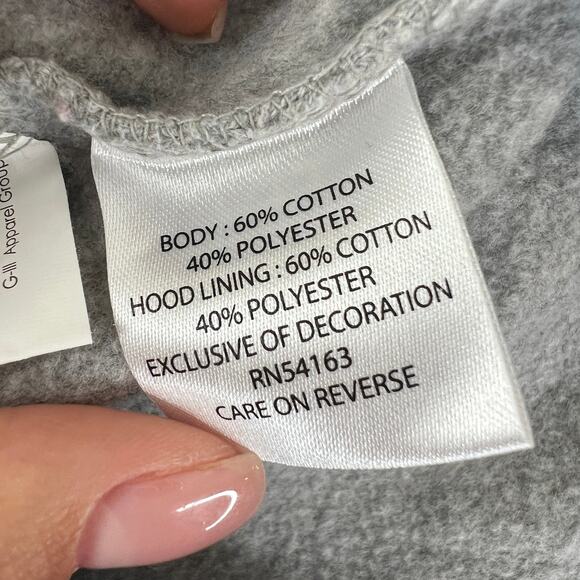 G-III Apparel Group
BODY : 60% COTTON
40% POLYESTER
HOOD LINING : 60% COTTON
40% POLYESTER
EXCLUSIVE OF DECORATION
RN54163
CARE ON REVERSE